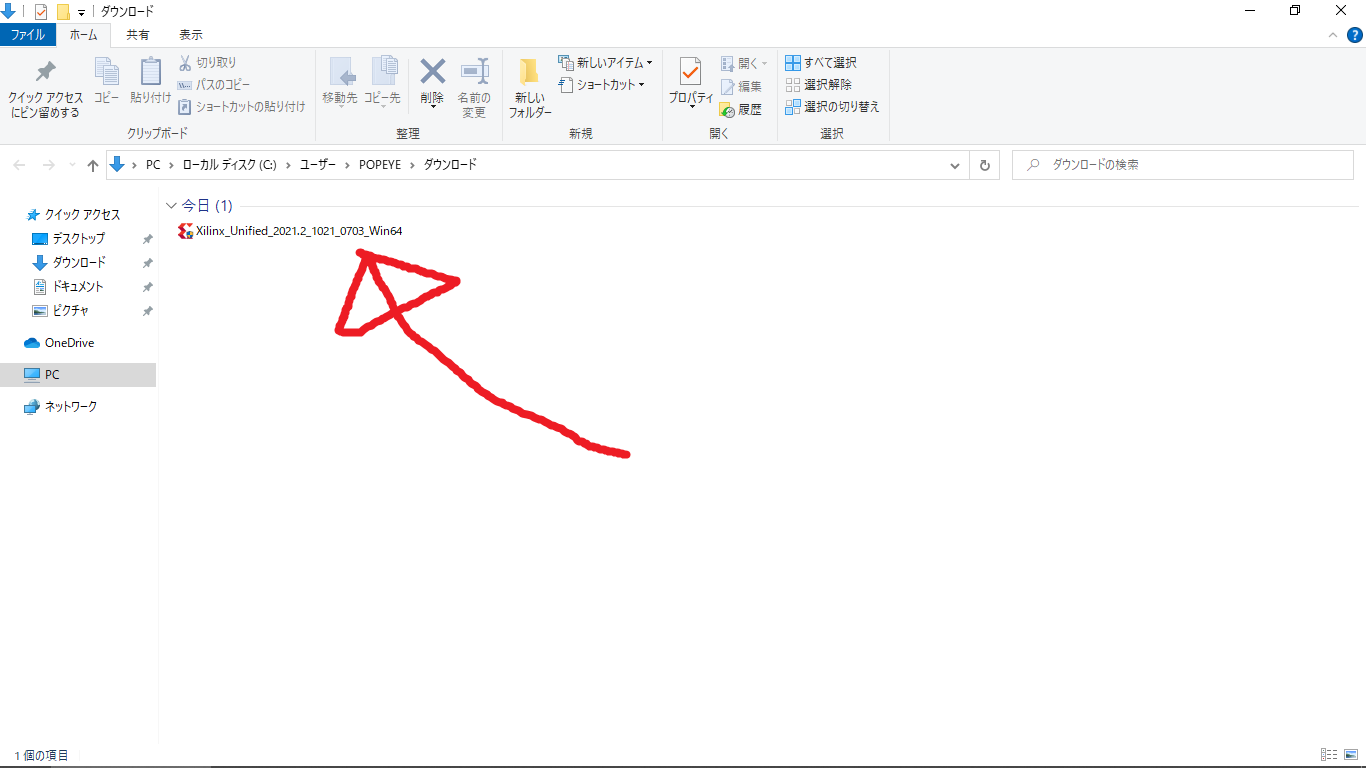 ダウンロード
ファイル ホーム 共有 表示
クイック アクセス
にピン留めする
コピー
貼り付け
切り取り
パスのコピー
ショートカットの貼り付け
クリップボード
移動先
コピー先
削除
名前の
変更
整理
新しい
フォルダー
新しいアイテム
ショートカット
新規
プロパティ
開く
編集
履歴
開く
すべて選択
選択解除
選択の切り替え
選択
PC ローカル ディスク (C:) ユーザー POPEYE ダウンロード
ダウンロードの検索
クイック アクセス
デスクトップ
ダウンロード
ドキュメント
ピクチャ
OneDrive
PC
ネットワーク
今日 (1)
Xilinx_Unified_2021.2_1021_0703_Win64
1 個の項目